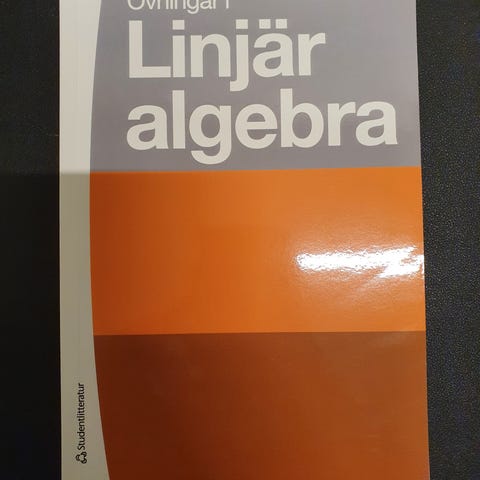 Övningar i
Linjär
algebra
Studentlitteratur